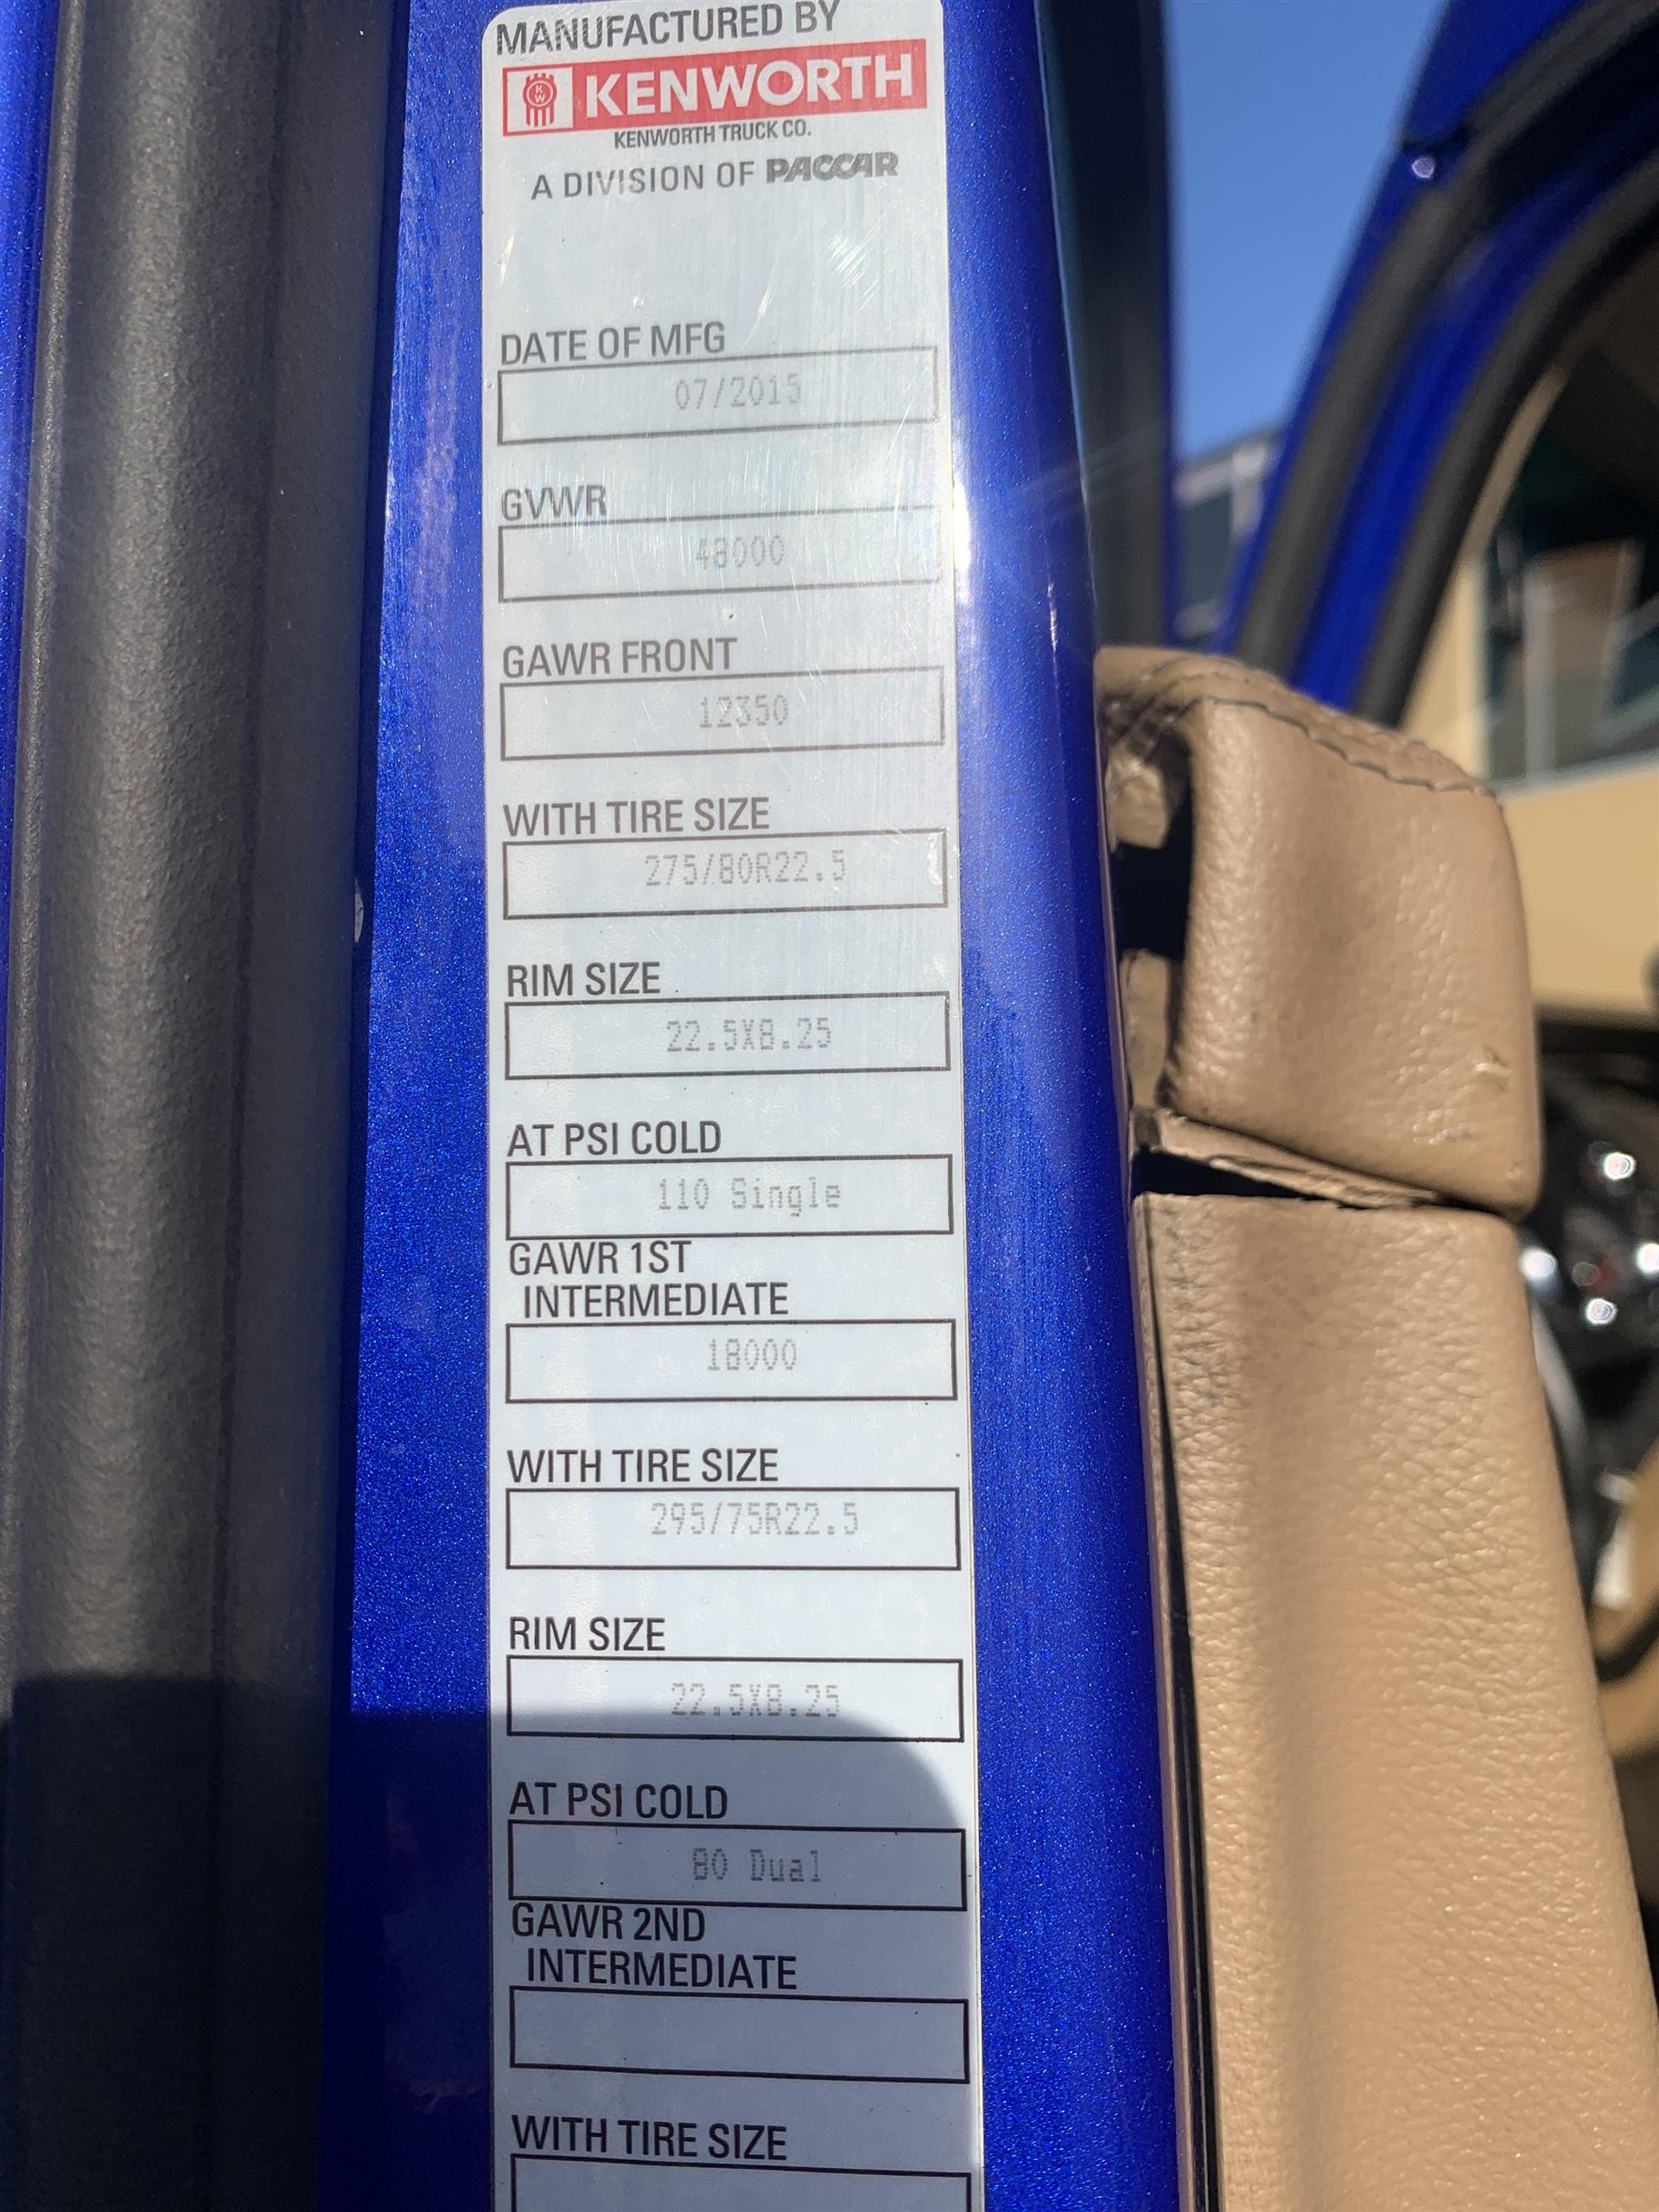 MANUFACTURED BY
KW KENWORTH
KENWORTH TRUCK CO.
A DIVISION OF PACCAR
DATE OF MFG
07/2015
GVWR
48000
GAWR FRONT
12350
WITH TIRE SIZE
275/80R22.5
RIM SIZE
22.5X8.25
AT PSI COLD
110 Single
GAWR 1ST
INTERMEDIATE
18000
WITH TIRE SIZE
295/75R22.5
RIM SIZE
22.5X8.25
AT PSI COLD
80 Dual
GAWR 2ND
INTERMEDIATE
WITH TIRE SIZE